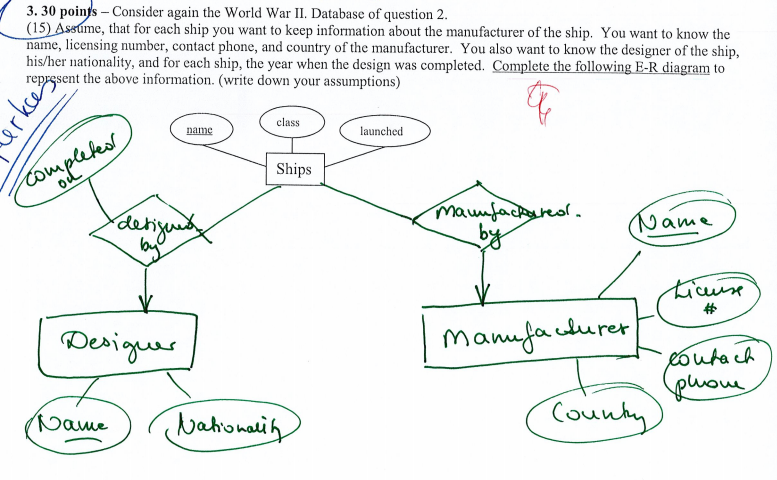 3. 30 points – Consider again the World War II. Database of question 2.
(15) Assume, that for each ship you want to keep information about the manufacturer of the ship. You want to know the
name, licensing number, contact phone, and country of the manufacturer. You also want to know the designer of the ship,
his/her nationality, and for each ship, the year when the design was completed. Complete the following E-R diagram to
represent the above information. (write down your assumptions)
name
class
launched
Ships
completed
on
designed
by
Manufactured.
by
Name
License
#
Designer
Manufacturer
contact
phone
Name
Nationality
Country